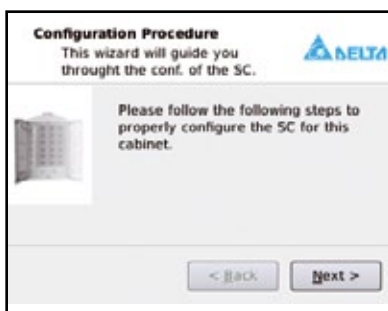 Configuration Procedure
This wizard will guide you
throught the conf. of the SC.
DELTA
Please follow the following steps to
properly configure the SC for this
cabinet.
< Back
Next >